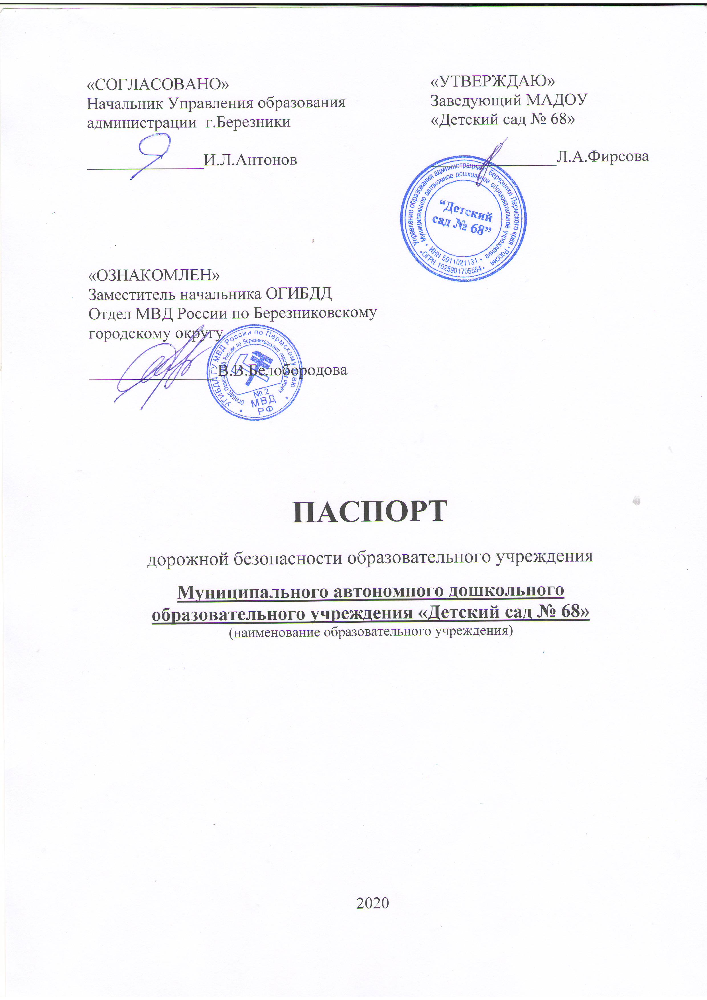 «СОГЛАСОВАНО»
Начальник Управления образования
администрации г.Березники
______________И.Л.Антонов
«УТВЕРЖДАЮ»
Заведующий МАДОУ
«Детский сад № 68»
_______________Л.А.Фирсова
Управление образования администрации г. Березники Пермского края • Россия
• ОГРН 1025901705554 •
Муниципальное автономное дошкольное образовательное учреждение
• ИНН 5911021131 •
“Детский
сад № 68”
«ОЗНАКОМЛЕН»
Заместитель начальника ОГИБДД
Отдел МВД России по Березниковскому
городскому округу
_______________В.В.Белобородова
УГИБДД ГУ МВД России по Пермскому краю
ОГИБДД Отдела МВД России по Березниковскому городскому округу
№ 2
* МВД *
РФ
ПАСПОРТ
дорожной безопасности образовательного учреждения
Муниципального автономного дошкольного
образовательного учреждения «Детский сад № 68»
(наименование образовательного учреждения)
2020